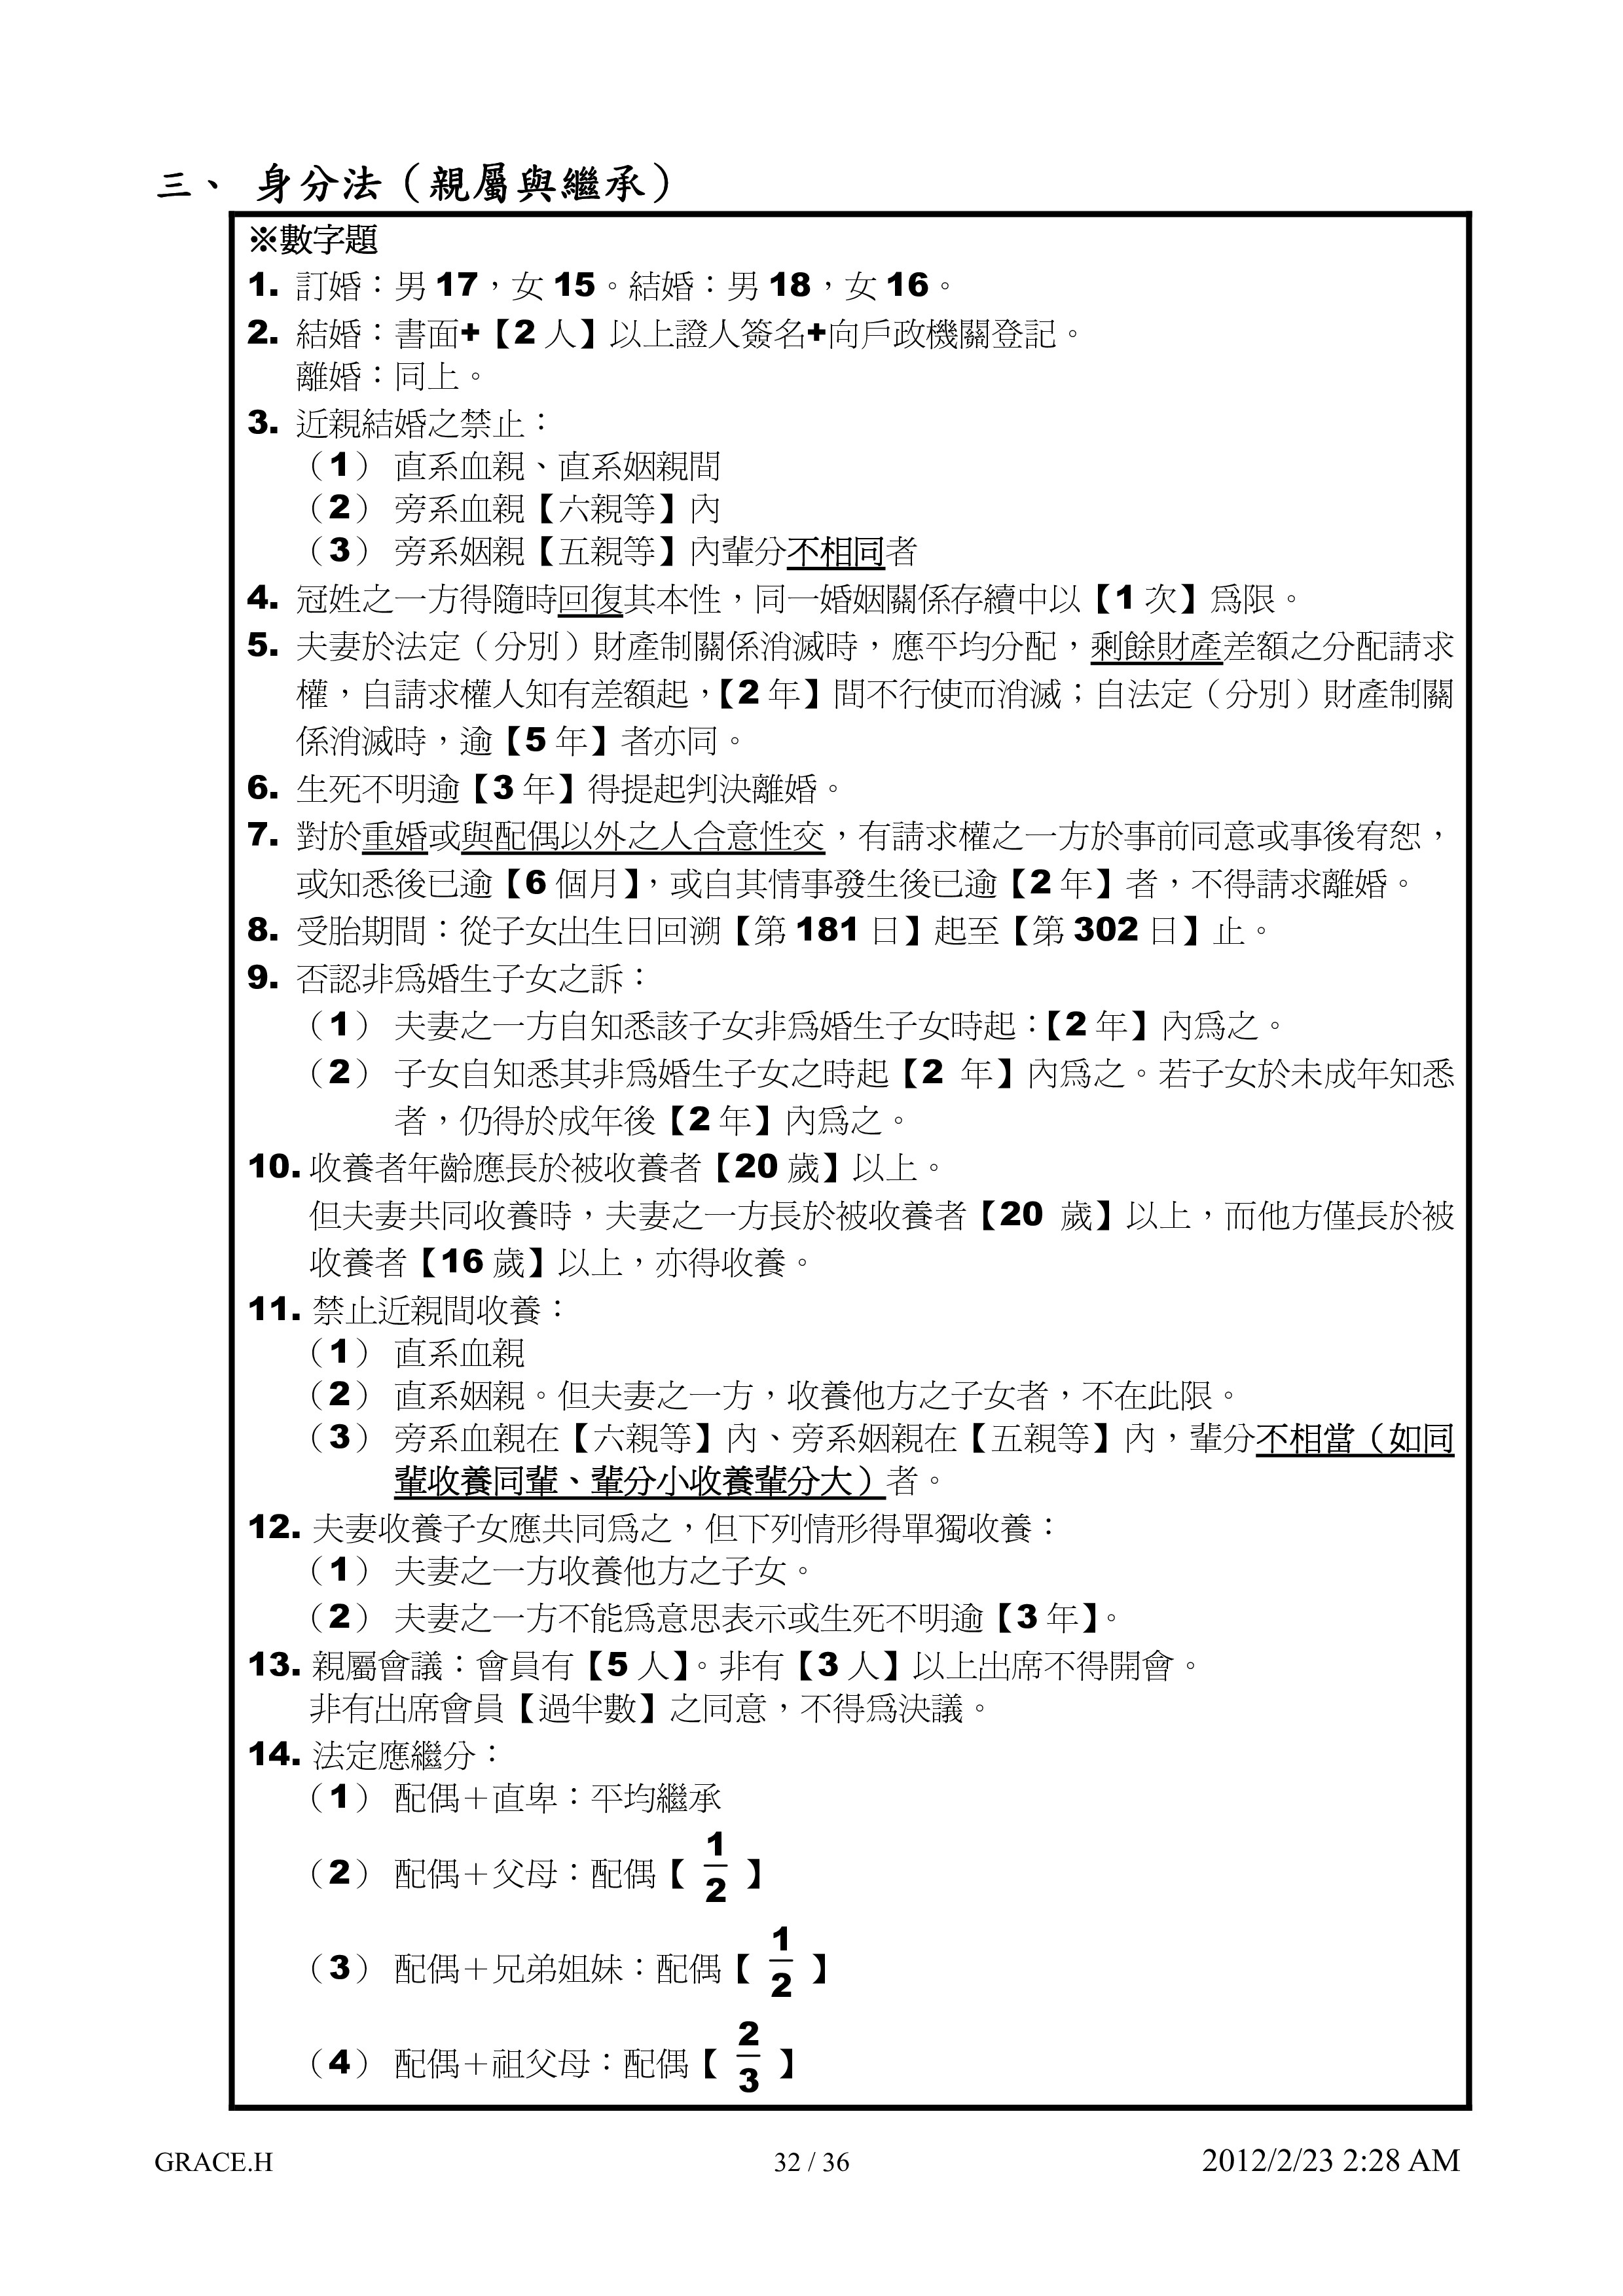 三、 身分法（親屬與繼承）
※數字題
1. 訂婚：男 17，女 15。結婚：男 18，女 16。
2. 結婚：書面+【2 人】以上證人簽名+向戶政機關登記。
離婚：同上。
3. 近親結婚之禁止：
（1） 直系血親、直系姻親間
（2） 旁系血親【六親等】內
（3） 旁系姻親【五親等】內輩分不相同者
4. 冠姓之一方得隨時回復其本性，同一婚姻關係存續中以【1 次】為限。
5. 夫妻於法定（分別）財產制關係消滅時，應平均分配，剩餘財產差額之分配請求
權，自請求權人知有差額起，【2 年】間不行使而消滅；自法定（分別）財產制關
係消滅時，逾【5 年】者亦同。
6. 生死不明逾【3 年】得提起判決離婚。
7. 對於重婚或與配偶以外之人合意性交，有請求權之一方於事前同意或事後宥恕，
或知悉後已逾【6 個月】，或自其情事發生後已逾【2 年】者，不得請求離婚。
8. 受胎期間：從子女出生日回溯【第 181 日】起至【第 302 日】止。
9. 否認非為婚生子女之訴：
（1） 夫妻之一方自知悉該子女非為婚生子女時起：【2 年】內為之。
（2） 子女自知悉其非為婚生子女之時起【2 年】內為之。若子女於未成年知悉
者，仍得於成年後【2 年】內為之。
10. 收養者年齡應長於被收養者【20 歲】以上。
但夫妻共同收養時，夫妻之一方長於被收養者【20 歲】以上，而他方僅長於被
收養者【16 歲】以上，亦得收養。
11. 禁止近親間收養：
（1） 直系血親
（2） 直系姻親。但夫妻之一方，收養他方之子女者，不在此限。
（3） 旁系血親在【六親等】內、旁系姻親在【五親等】內，輩分不相當（如同
輩收養同輩、輩分小收養輩分大）者。
12. 夫妻收養子女應共同為之，但下列情形得單獨收養：
（1） 夫妻之一方收養他方之子女。
（2） 夫妻之一方不能為意思表示或生死不明逾【3 年】。
13. 親屬會議：會員有【5 人】。非有【3 人】以上出席不得開會。
非有出席會員【過半數】之同意，不得為決議。
14. 法定應繼分：
（1） 配偶＋直卑：平均繼承
（2） 配偶＋父母：配偶【 1/2 】
（3） 配偶＋兄弟姐妹：配偶【 1/2 】
（4） 配偶＋祖父母：配偶【 2/3 】
GRACE.H 32 / 36 2012/2/23 2:28 AM